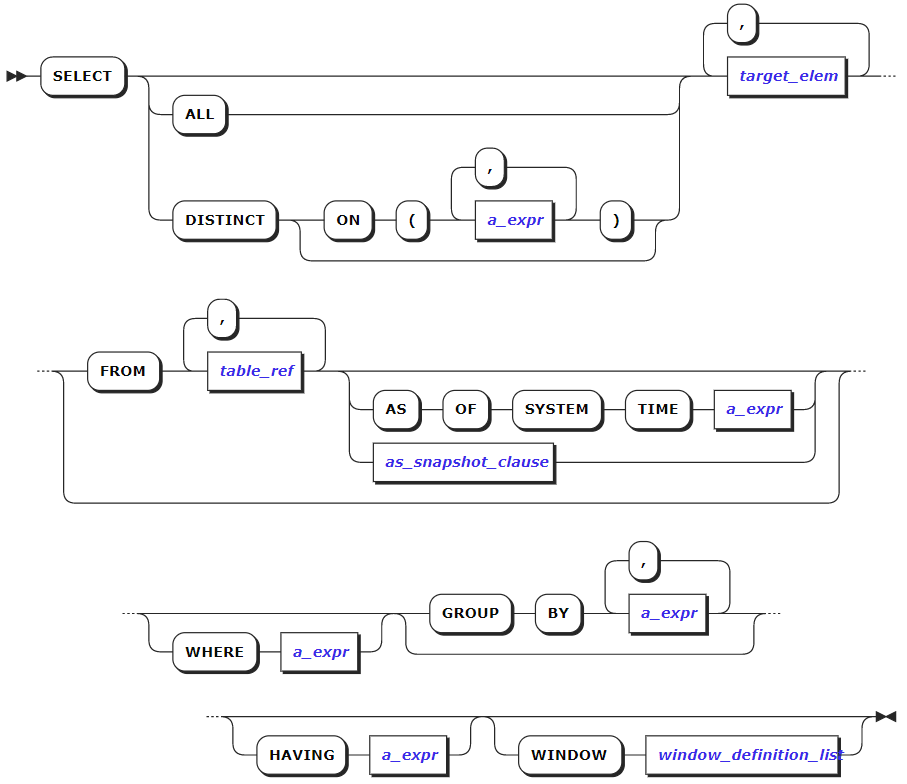 ,
SELECT target_elem
ALL
,
DISTINCT ON ( a_expr )
,
FROM table_ref
AS OF SYSTEM TIME a_expr
as_snapshot_clause
,
GROUP BY a_expr
WHERE a_expr
HAVING a_expr WINDOW window_definition_list